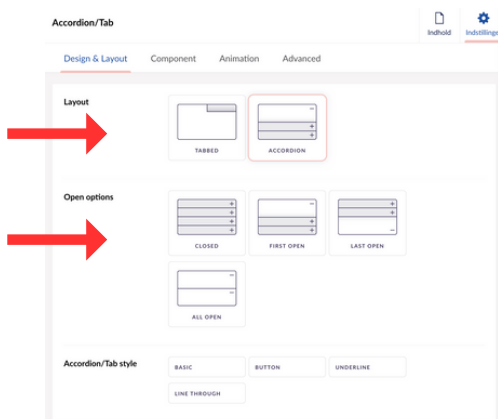 Accordion/Tab
Indhold
Indstillinge
Design & Layout Component Animation Advanced
Layout
TABBED ACCORDION
Open options
CLOSED FIRST OPEN LAST OPEN
ALL OPEN
Accordion/Tab style
BASIC BUTTON UNDERLINE
LINE THROUGH